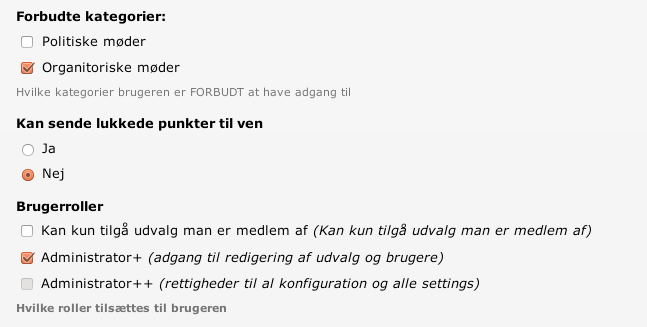 Forbudte kategorier:
Politiske møder
Organitoriske møder
Hvilke kategorier brugeren er FORBUDT at have adgang til
Kan sende lukkede punkter til ven
Ja
Nej
Brugerroller
Kan kun tilgå udvalg man er medlem af (Kan kun tilgå udvalg man er medlem af)
Administrator+ (adgang til redigering af udvalg og brugere)
Administrator++ (rettigheder til al konfiguration og alle settings)
Hvilke roller tilsættes til brugeren